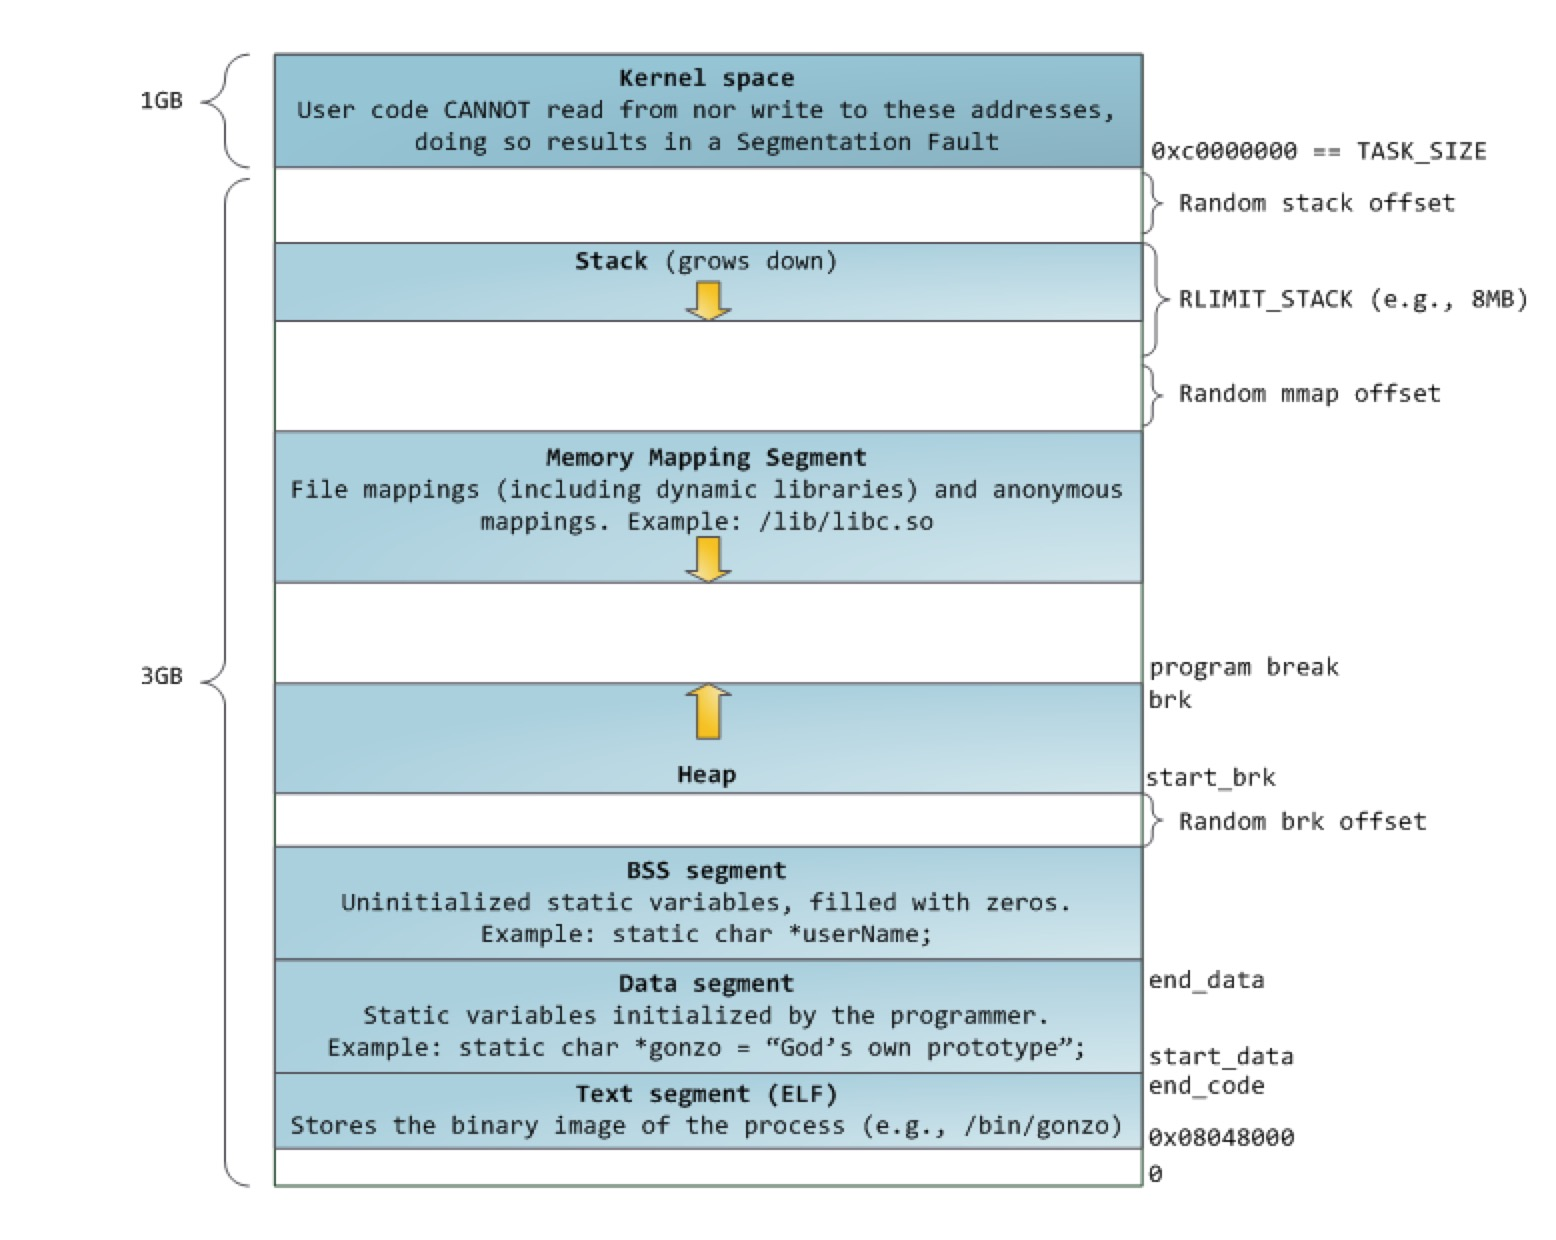 Kernel space
1GB
User code CANNOT read from nor write to these addresses,
doing so results in a Segmentation Fault
0xc0000000 == TASK_SIZE
Random stack offset
Stack (grows down)
RLIMIT_STACK (e.g., 8MB)
Random mmap offset
Memory Mapping Segment
File mappings (including dynamic libraries) and anonymous
mappings. Example: /lib/libc.so
3GB
program break
brk
Heap
start_brk
Random brk offset
BSS segment
Uninitialized static variables, filled with zeros.
Example: static char *userName;
Data segment
end_data
Static variables initialized by the programmer.
Example: static char *gonzo = “God’s own prototype”;
start_data
end_code
Text segment (ELF)
Stores the binary image of the process (e.g., /bin/gonzo)
0x08048000
0